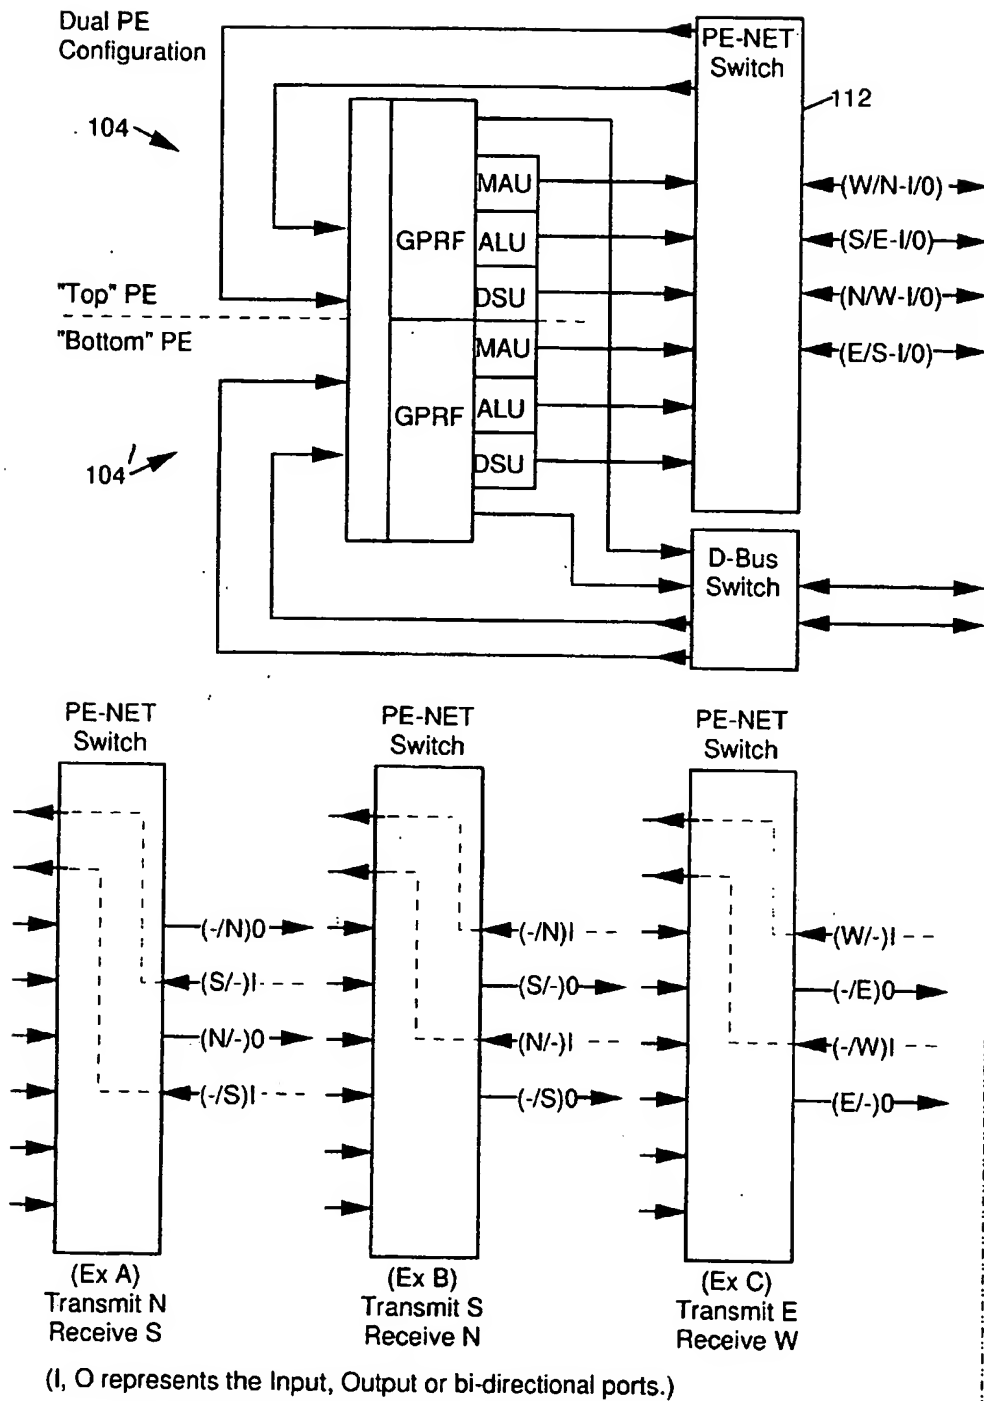 Dual PE
Configuration
PE-NET
Switch
112
104
MAU
(W/N-I/0)
GPRF
ALU
(S/E-I/0)
DSU
(N/W-I/0)
"Top" PE
"Bottom" PE
MAU
(E/S-I/0)
GPRF
ALU
DSU
104'
D-Bus
Switch
PE-NET
Switch
PE-NET
Switch
PE-NET
Switch
(-/N)0
(S/-)I
(N/-)0
(-/S)I
(-/N)I
(S/-)0
(N/-)I
(-/S)0
(W/-)I
(-/E)0
(-/W)I
(E/-)0
(Ex A)
Transmit N
Receive S
(Ex B)
Transmit S
Receive N
(Ex C)
Transmit E
Receive W
(I, O represents the Input, Output or bi-directional ports.)